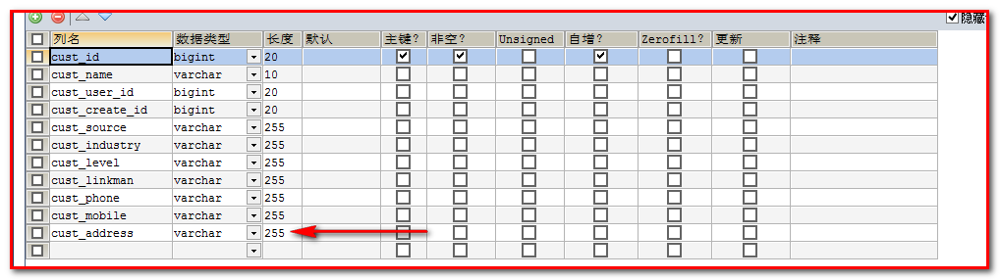 隐藏
列名 数据类型 长度 默认 主键? 非空? Unsigned 自增? Zerofill? 更新 注释
cust_id bigint 20
cust_name varchar 10
cust_user_id bigint 20
cust_create_id bigint 20
cust_source varchar 255
cust_industry varchar 255
cust_level varchar 255
cust_linkman varchar 255
cust_phone varchar 255
cust_mobile varchar 255
cust_address varchar 255